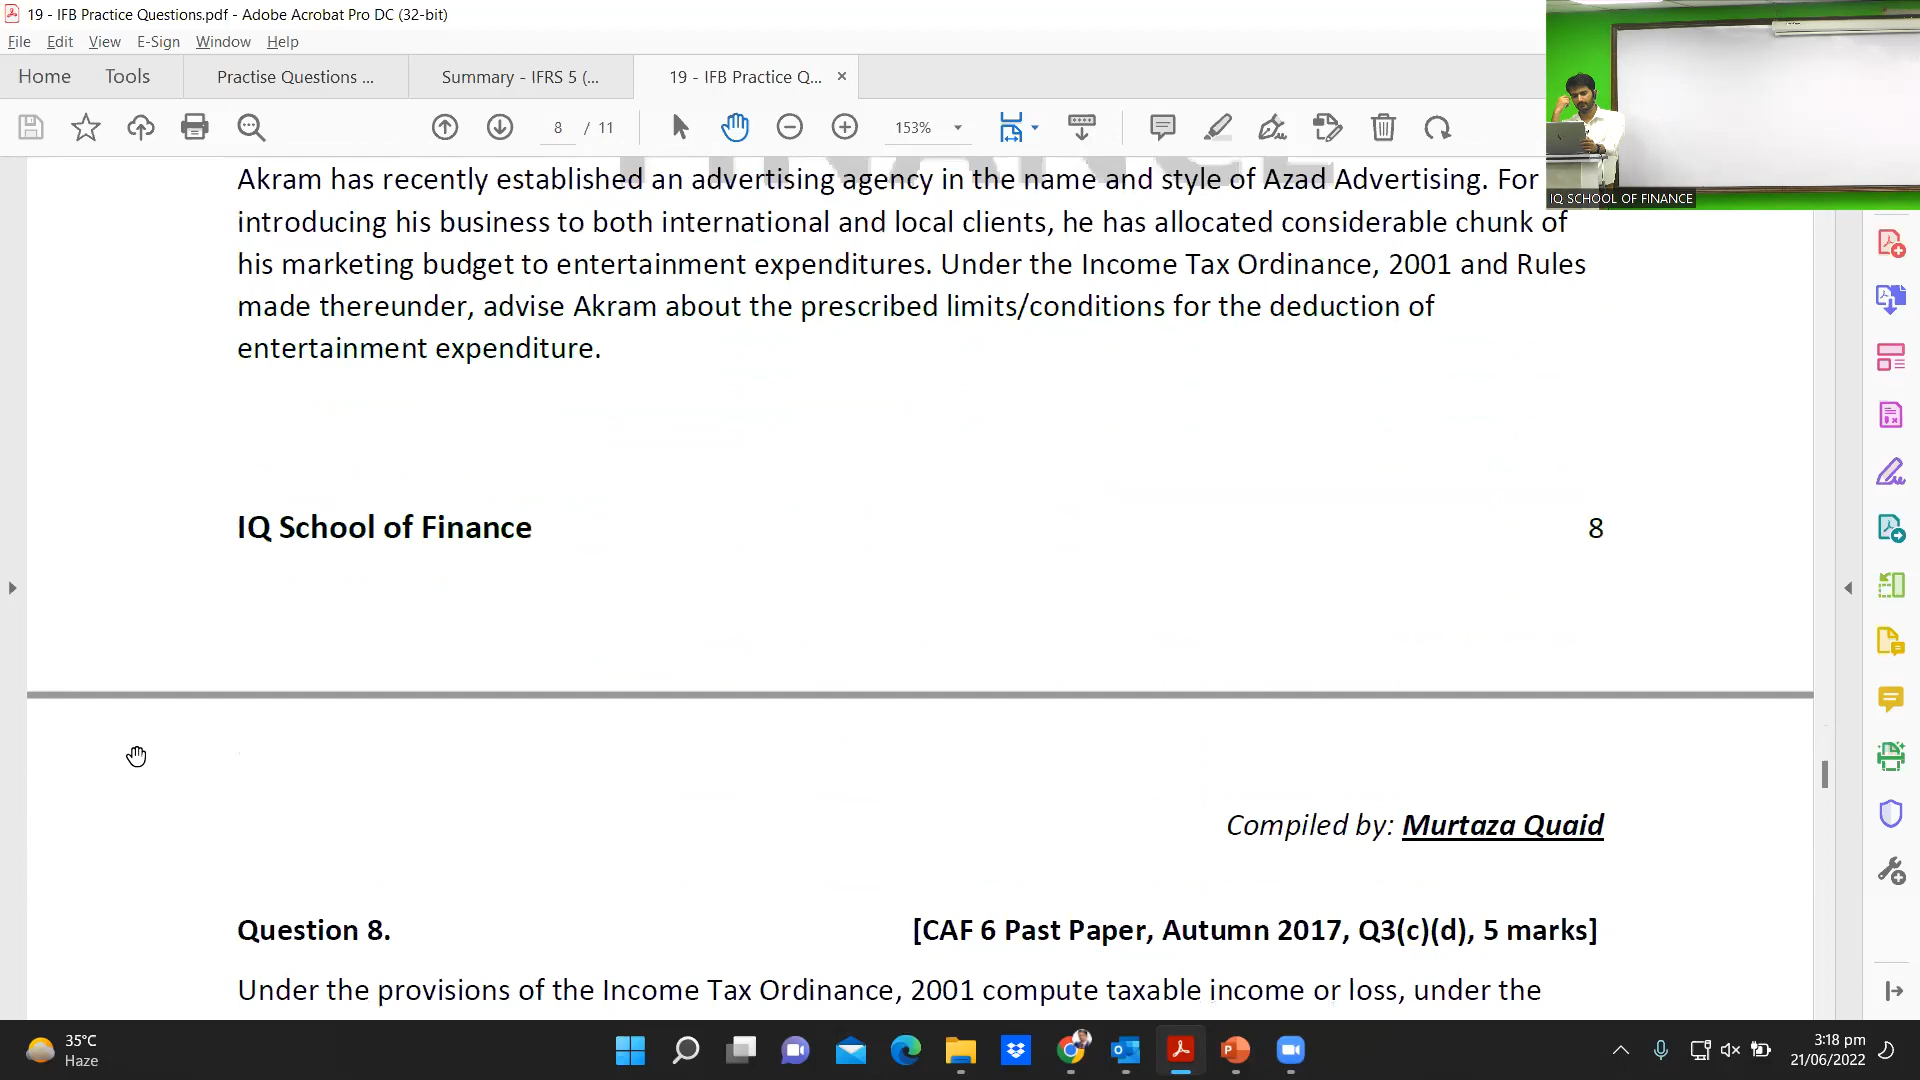 19 - IFB Practice Questions.pdf - Adobe Acrobat Pro DC (32-bit)
File Edit View E-Sign Window Help
Home Tools Practise Questions ... Summary - IFRS 5 (... 19 - IFB Practice Q... ×
8 / 11 153%
IQ SCHOOL OF FINANCE
FINANCE
Akram has recently established an advertising agency in the name and style of Azad Advertising. For
introducing his business to both international and local clients, he has allocated considerable chunk of
his marketing budget to entertainment expenditures. Under the Income Tax Ordinance, 2001 and Rules
made thereunder, advise Akram about the prescribed limits/conditions for the deduction of
entertainment expenditure.
IQ School of Finance 8
Compiled by: Murtaza Quaid
Question 8. [CAF 6 Past Paper, Autumn 2017, Q3(c)(d), 5 marks]
Under the provisions of the Income Tax Ordinance, 2001 compute taxable income or loss, under the
35°C
Haze
3:18 pm
21/06/2022